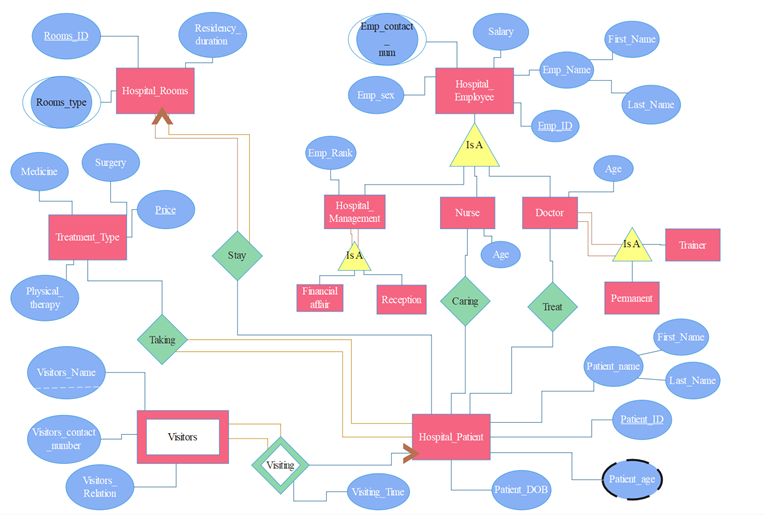 Rooms_ID
Residency_
duration
Rooms_type
Hospital_Rooms
Emp_contact
_
num
Salary
First_Name
Emp_Name
Last_Name
Emp_sex
Hospital_
Employee
Emp_ID
Is A
Emp_Rank
Age
Medicine
Surgery
Price
Treatment_Type
Physical_
therapy
Stay
Hospital_
Management
Nurse
Doctor
Is A
Age
Is A
Trainer
Financial
affair
Reception
Caring
Treat
Permanent
Taking
First_Name
Patient_name
Last_Name
Visitors_Name
Visitors_contact
_number
Visitors
Hospital_Patient
Patient_ID
Visiting
Visitors_
Relation
Visiting_Time
Patient_DOB
Patient_age